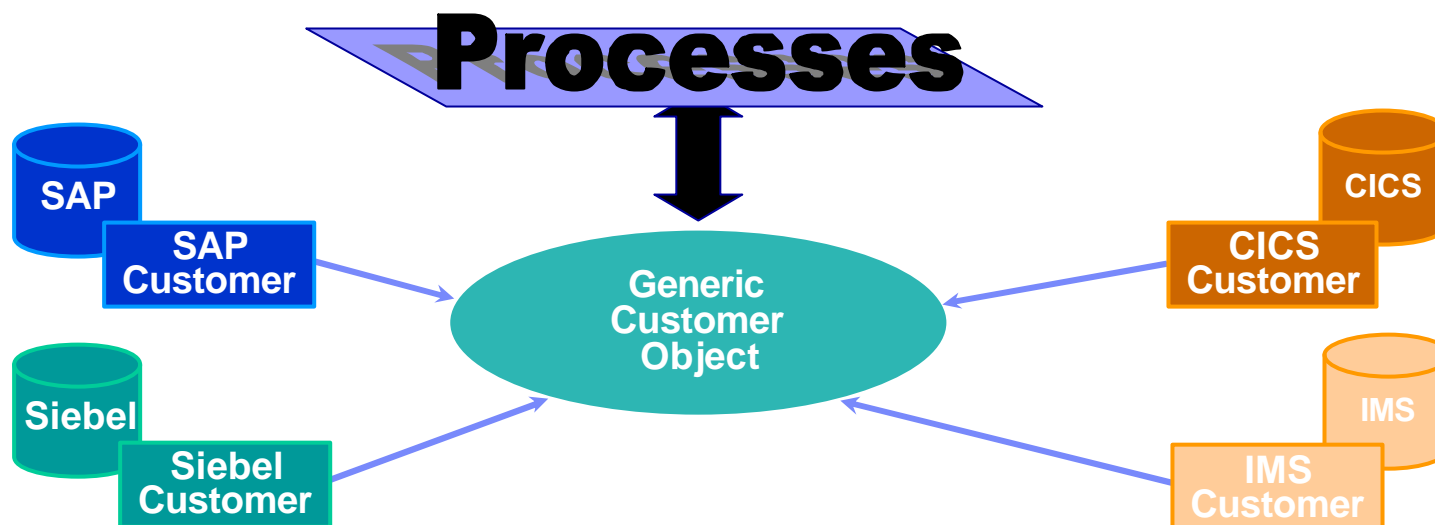 Processes
SAP
SAP
Customer
CICS
CICS
Customer
Generic
Customer
Object
Siebel
Siebel
Customer
IMS
IMS
Customer